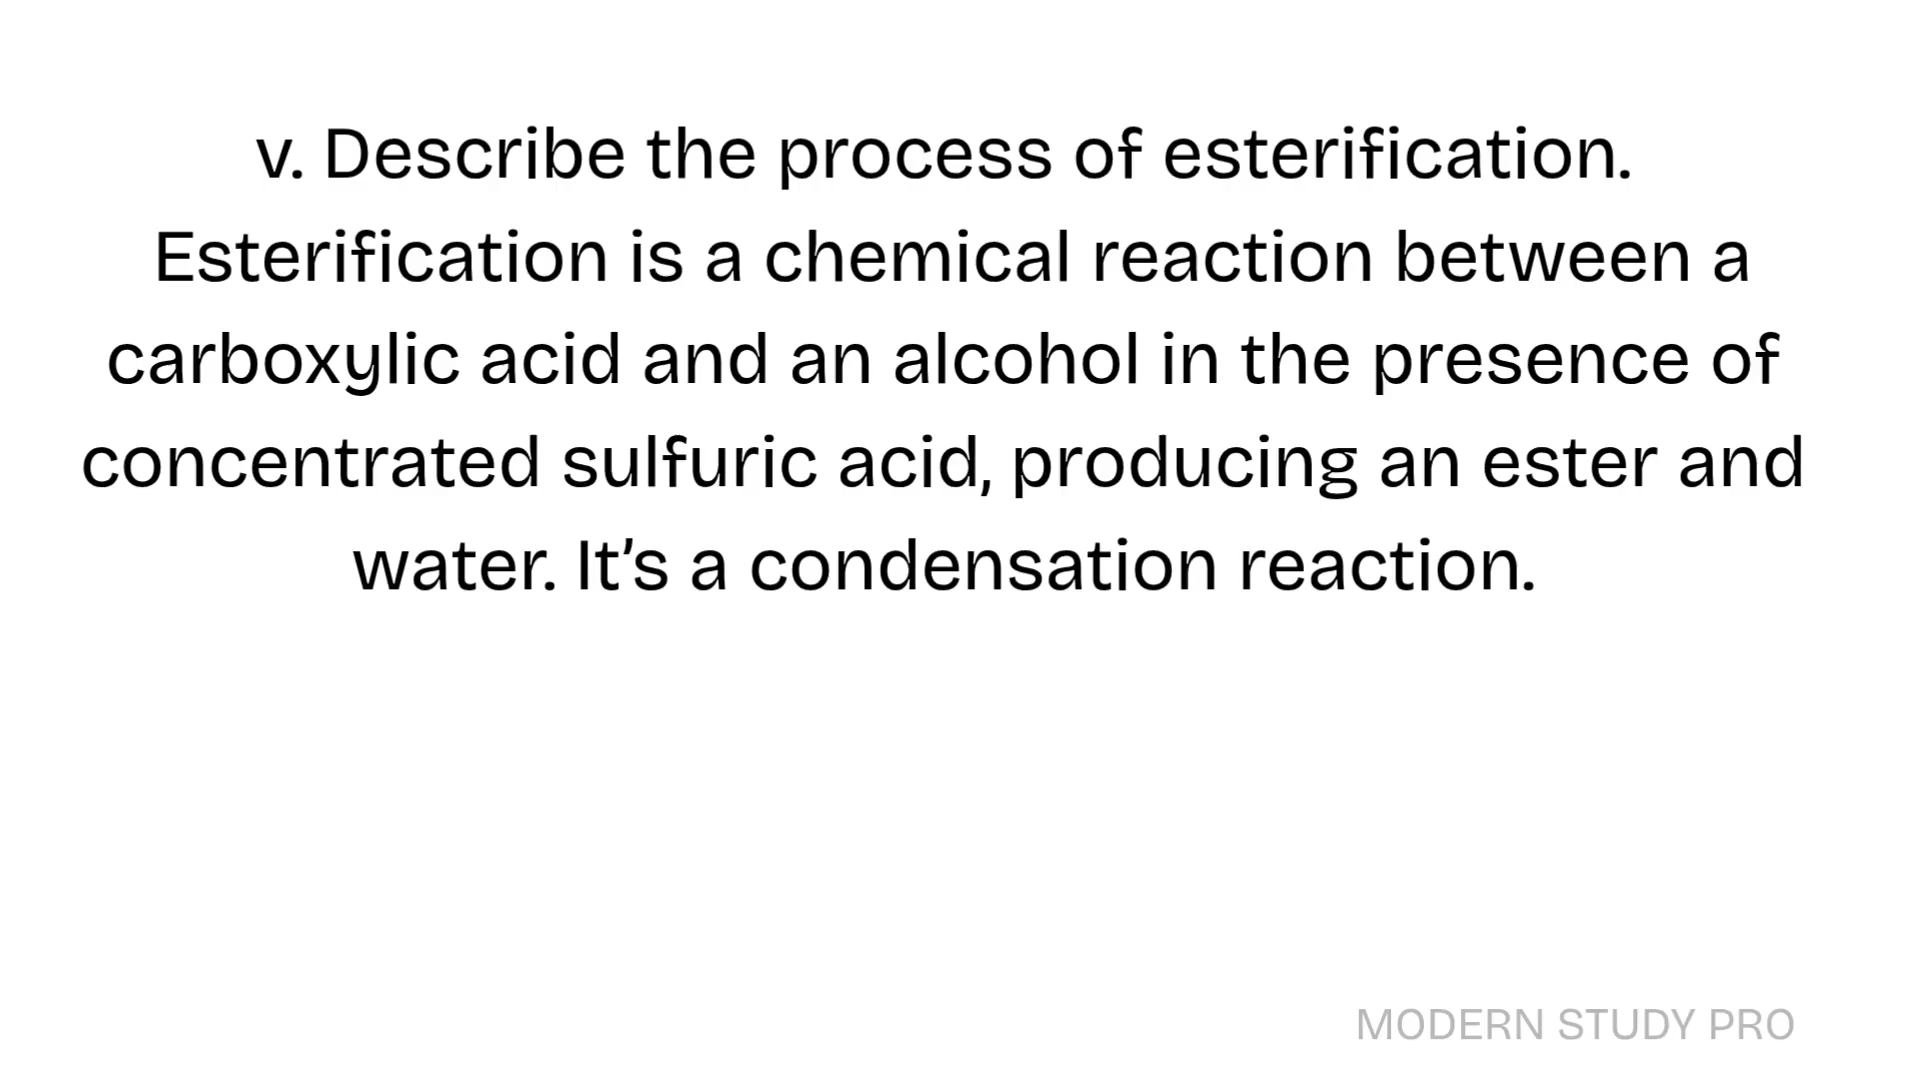 v. Describe the process of esterification.
Esterification is a chemical reaction between a
carboxylic acid and an alcohol in the presence of
concentrated sulfuric acid, producing an ester and
water. It’s a condensation reaction.
MODERN STUDY PRO